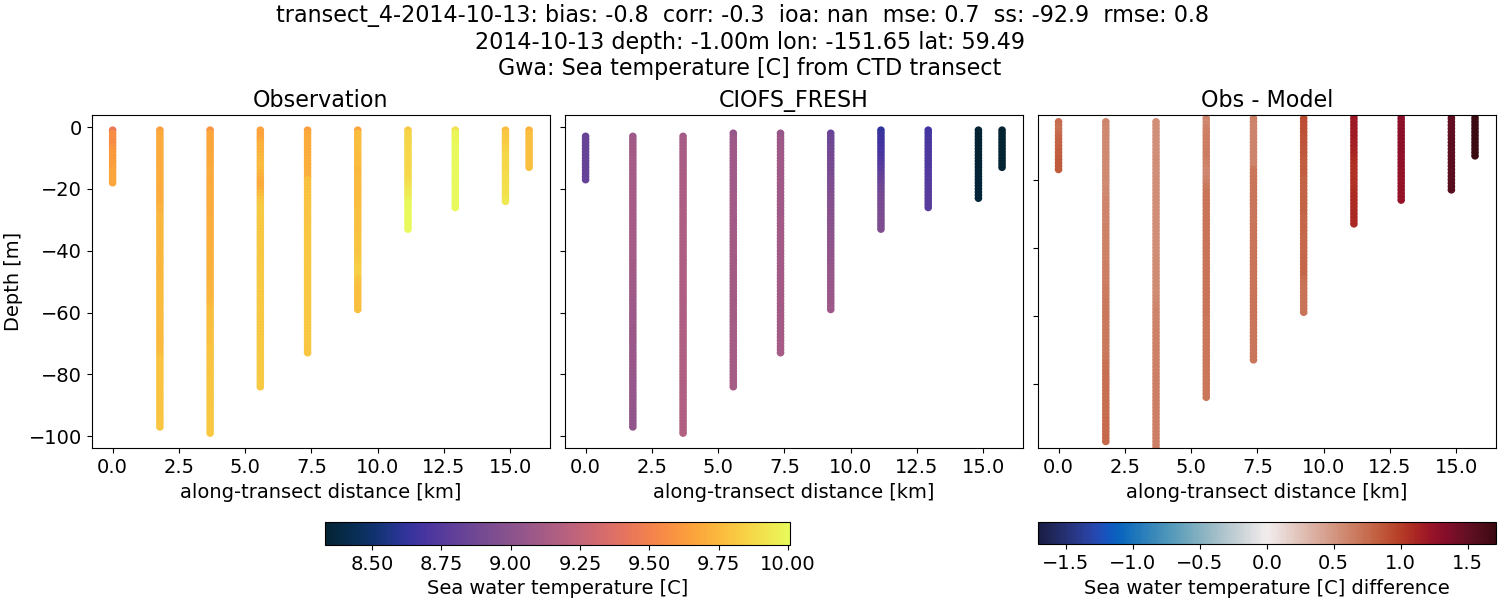 transect_4-2014-10-13: bias: -0.8  corr: -0.3  ioa: nan  mse: 0.7  ss: -92.9  rmse: 0.8
2014-10-13 depth: -1.00m lon: -151.65 lat: 59.49
Gwa: Sea temperature [C] from CTD transect
Observation
CIOFS_FRESH
Obs - Model
Depth [m]
0
−20
−40
−60
−80
−100
0.0 2.5 5.0 7.5 10.0 12.5 15.0
0.0 2.5 5.0 7.5 10.0 12.5 15.0
0.0 2.5 5.0 7.5 10.0 12.5 15.0
along-transect distance [km]
along-transect distance [km]
along-transect distance [km]
8.50 8.75 9.00 9.25 9.50 9.75 10.00
Sea water temperature [C]
−1.5 −1.0 −0.5 0.0 0.5 1.0 1.5
Sea water temperature [C] difference